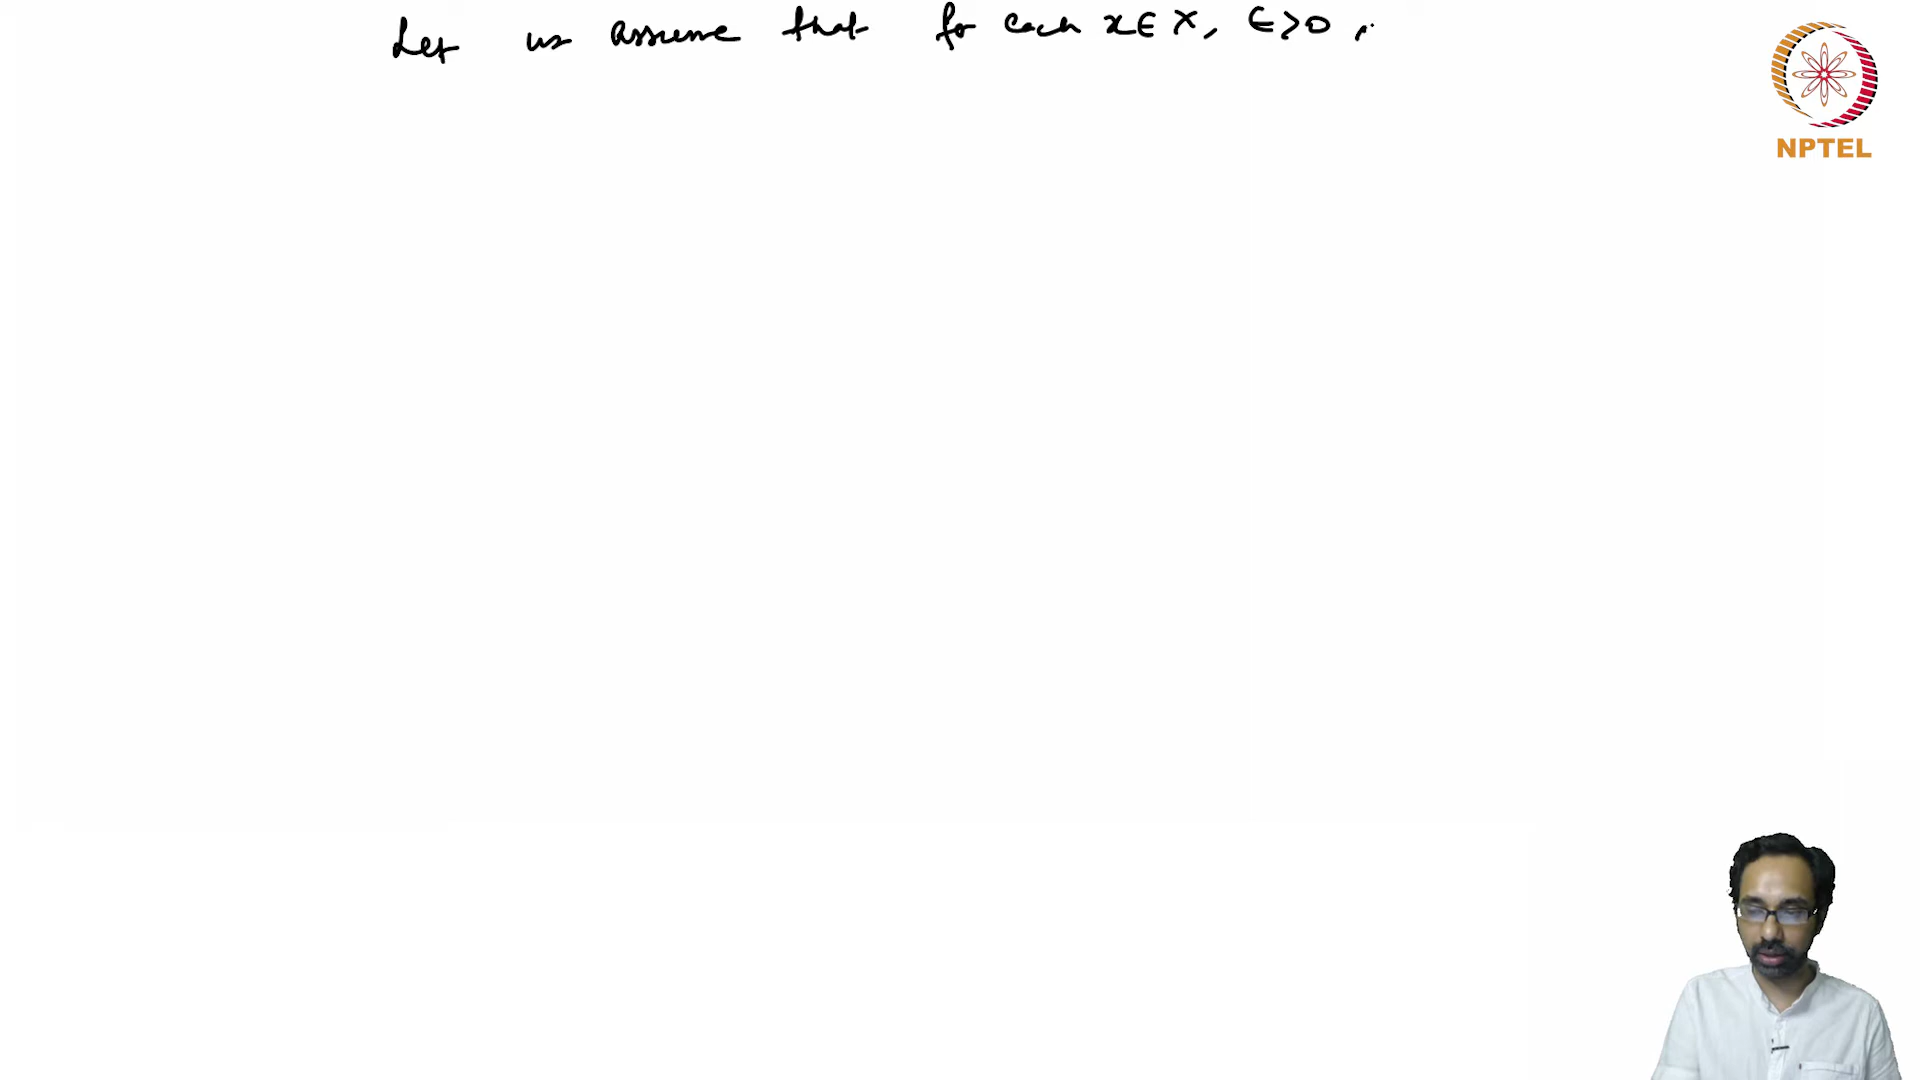 Let us assume that for each x ∈ X, ϵ>0,
NPTEL